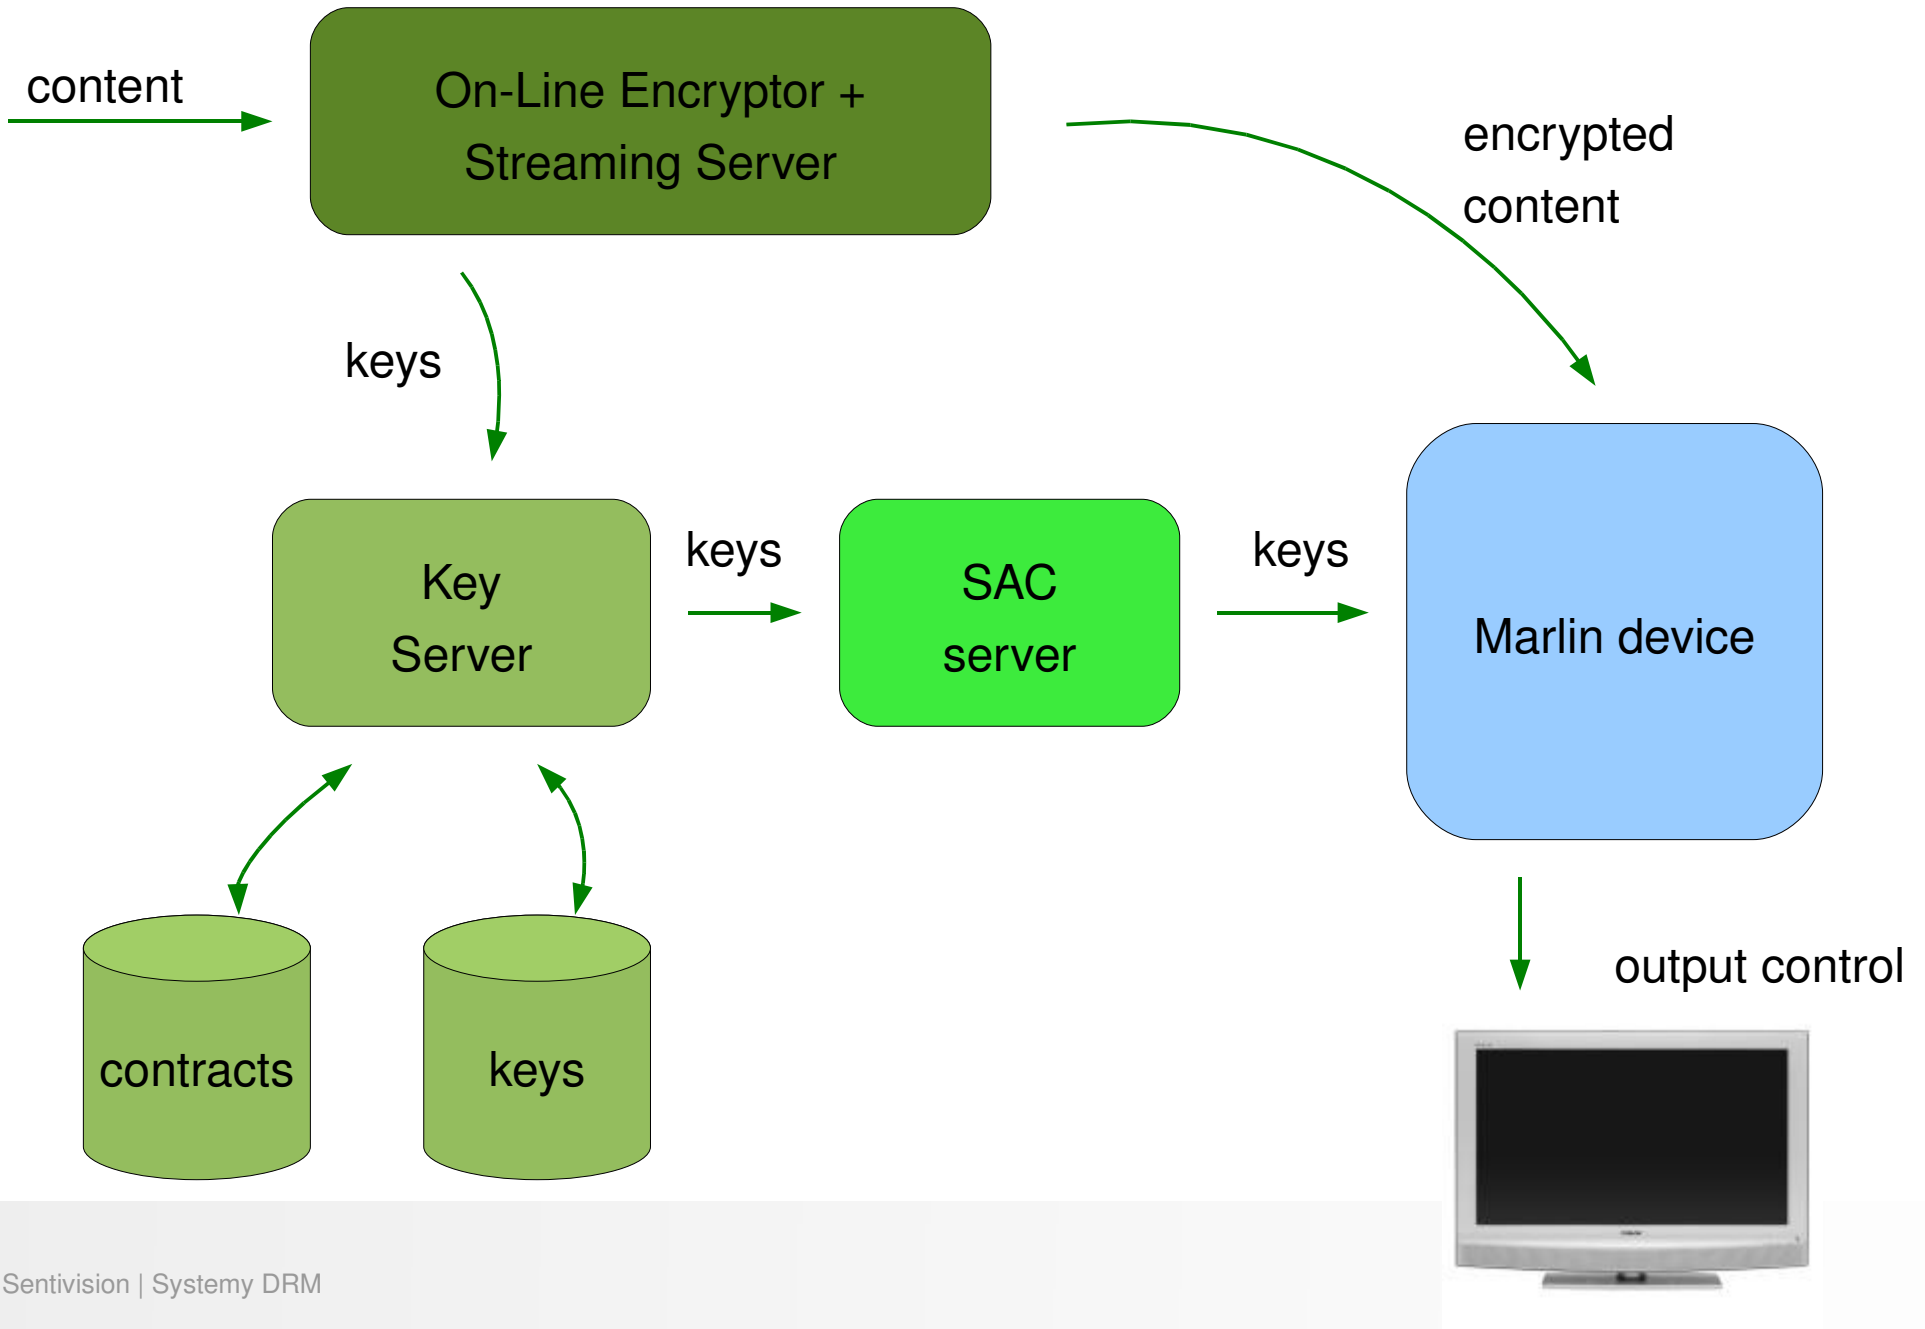 content
On-Line Encryptor +
Streaming Server
encrypted
content
keys
Key
Server
keys
SAC
server
keys
Marlin device
output control
contracts
keys
Sentivision | Systemy DRM